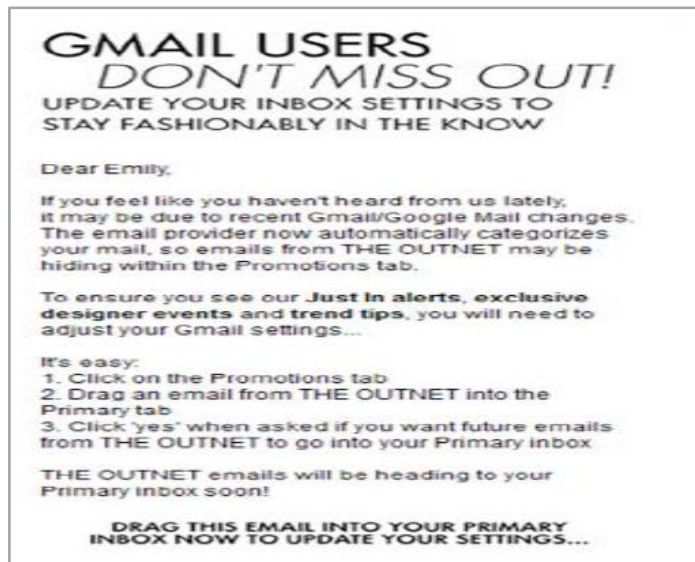 GMAIL USERS
DON'T MISS OUT!
UPDATE YOUR INBOX SETTINGS TO
STAY FASHIONABLY IN THE KNOW
Dear Emily,
If you feel like you haven't heard from us lately,
it may be due to recent Gmail/Google Mail changes.
The email provider now automatically categorizes
your mail, so emails from THE OUTNET may be
hiding within the Promotions tab.
To ensure you see our Just In alerts, exclusive
designer events and trend tips, you will need to
adjust your Gmail settings...
It's easy:
1. Click on the Promotions tab
2. Drag an email from THE OUTNET into the
Primary tab
3. Click 'yes' when asked if you want future emails
from THE OUTNET to go into your Primary inbox
THE OUTNET emails will be heading to your
Primary inbox soon!
DRAG THIS EMAIL INTO YOUR PRIMARY
INBOX NOW TO UPDATE YOUR SETTINGS...